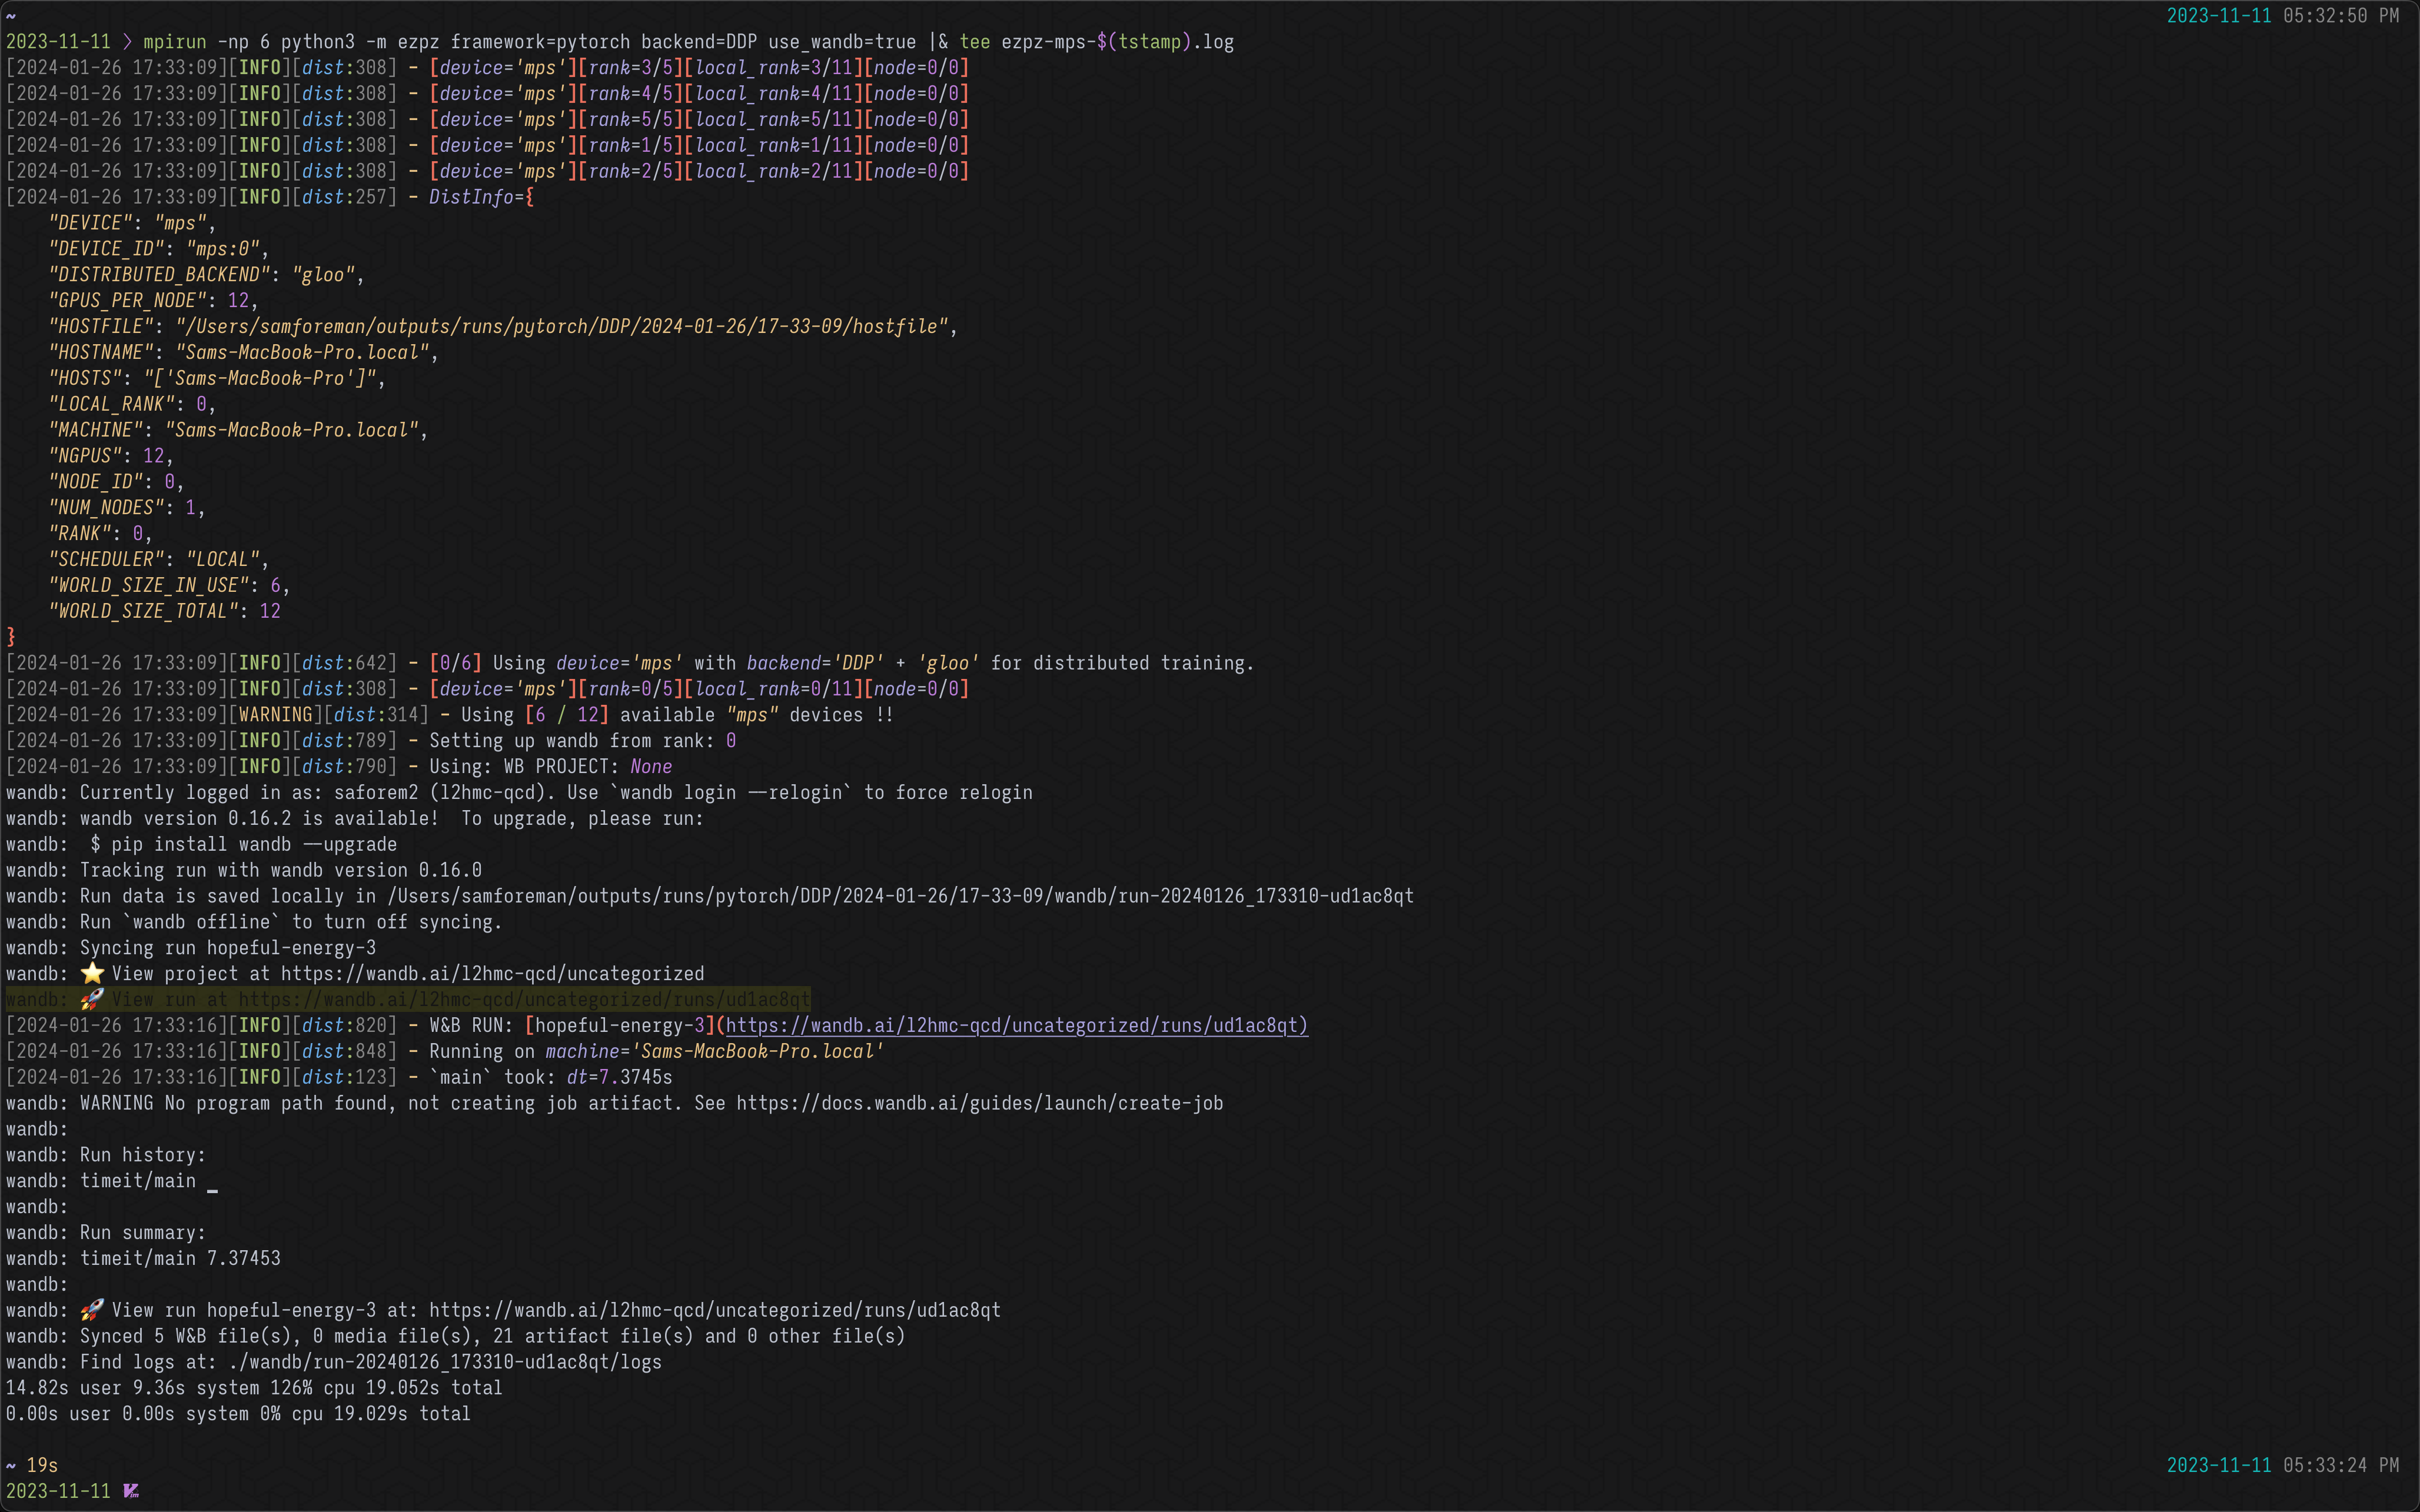 ~ 2023-11-11 05:32:50 PM
2023-11-11 ❯ mpirun -np 6 python3 -m ezpz framework=pytorch backend=DDP use_wandb=true |& tee ezpz-mps-$(tstamp).log
[2024-01-26 17:33:09][INFO][dist:308] - [device='mps'][rank=3/5][local_rank=3/11][node=0/0]
[2024-01-26 17:33:09][INFO][dist:308] - [device='mps'][rank=4/5][local_rank=4/11][node=0/0]
[2024-01-26 17:33:09][INFO][dist:308] - [device='mps'][rank=5/5][local_rank=5/11][node=0/0]
[2024-01-26 17:33:09][INFO][dist:308] - [device='mps'][rank=1/5][local_rank=1/11][node=0/0]
[2024-01-26 17:33:09][INFO][dist:308] - [device='mps'][rank=2/5][local_rank=2/11][node=0/0]
[2024-01-26 17:33:09][INFO][dist:257] - DistInfo={
    "DEVICE": "mps",
    "DEVICE_ID": "mps:0",
    "DISTRIBUTED_BACKEND": "gloo",
    "GPUS_PER_NODE": 12,
    "HOSTFILE": "/Users/samforeman/outputs/runs/pytorch/DDP/2024-01-26/17-33-09/hostfile",
    "HOSTNAME": "Sams-MacBook-Pro.local",
    "HOSTS": "['Sams-MacBook-Pro']",
    "LOCAL_RANK": 0,
    "MACHINE": "Sams-MacBook-Pro.local",
    "NGPUS": 12,
    "NODE_ID": 0,
    "NUM_NODES": 1,
    "RANK": 0,
    "SCHEDULER": "LOCAL",
    "WORLD_SIZE_IN_USE": 6,
    "WORLD_SIZE_TOTAL": 12
}
[2024-01-26 17:33:09][INFO][dist:642] - [0/6] Using device='mps' with backend='DDP' + 'gloo' for distributed training.
[2024-01-26 17:33:09][INFO][dist:308] - [device='mps'][rank=0/5][local_rank=0/11][node=0/0]
[2024-01-26 17:33:09][WARNING][dist:314] - Using [6 / 12] available "mps" devices !!
[2024-01-26 17:33:09][INFO][dist:789] - Setting up wandb from rank: 0
[2024-01-26 17:33:09][INFO][dist:790] - Using: WB PROJECT: None
wandb: Currently logged in as: saforem2 (l2hmc-qcd). Use `wandb login --relogin` to force relogin
wandb: wandb version 0.16.2 is available!  To upgrade, please run:
wandb:  $ pip install wandb --upgrade
wandb: Tracking run with wandb version 0.16.0
wandb: Run data is saved locally in /Users/samforeman/outputs/runs/pytorch/DDP/2024-01-26/17-33-09/wandb/run-20240126_173310-ud1ac8qt
wandb: Run `wandb offline` to turn off syncing.
wandb: Syncing run hopeful-energy-3
wandb: ⭐ View project at https://wandb.ai/l2hmc-qcd/uncategorized
wandb: 🚀 View run at https://wandb.ai/l2hmc-qcd/uncategorized/runs/ud1ac8qt
[2024-01-26 17:33:16][INFO][dist:820] - W&B RUN: [hopeful-energy-3](https://wandb.ai/l2hmc-qcd/uncategorized/runs/ud1ac8qt)
[2024-01-26 17:33:16][INFO][dist:848] - Running on machine='Sams-MacBook-Pro.local'
[2024-01-26 17:33:16][INFO][dist:123] - `main` took: dt=7.3745s
wandb: WARNING No program path found, not creating job artifact. See https://docs.wandb.ai/guides/launch/create-job
wandb:
wandb: Run history:
wandb: timeit/main ▁
wandb:
wandb: Run summary:
wandb: timeit/main 7.37453
wandb:
wandb: 🚀 View run hopeful-energy-3 at: https://wandb.ai/l2hmc-qcd/uncategorized/runs/ud1ac8qt
wandb: Synced 5 W&B file(s), 0 media file(s), 21 artifact file(s) and 0 other file(s)
wandb: Find logs at: ./wandb/run-20240126_173310-ud1ac8qt/logs
14.82s user 9.36s system 126% cpu 19.052s total
0.00s user 0.00s system 0% cpu 19.029s total
~ 19s 2023-11-11 05:33:24 PM
2023-11-11